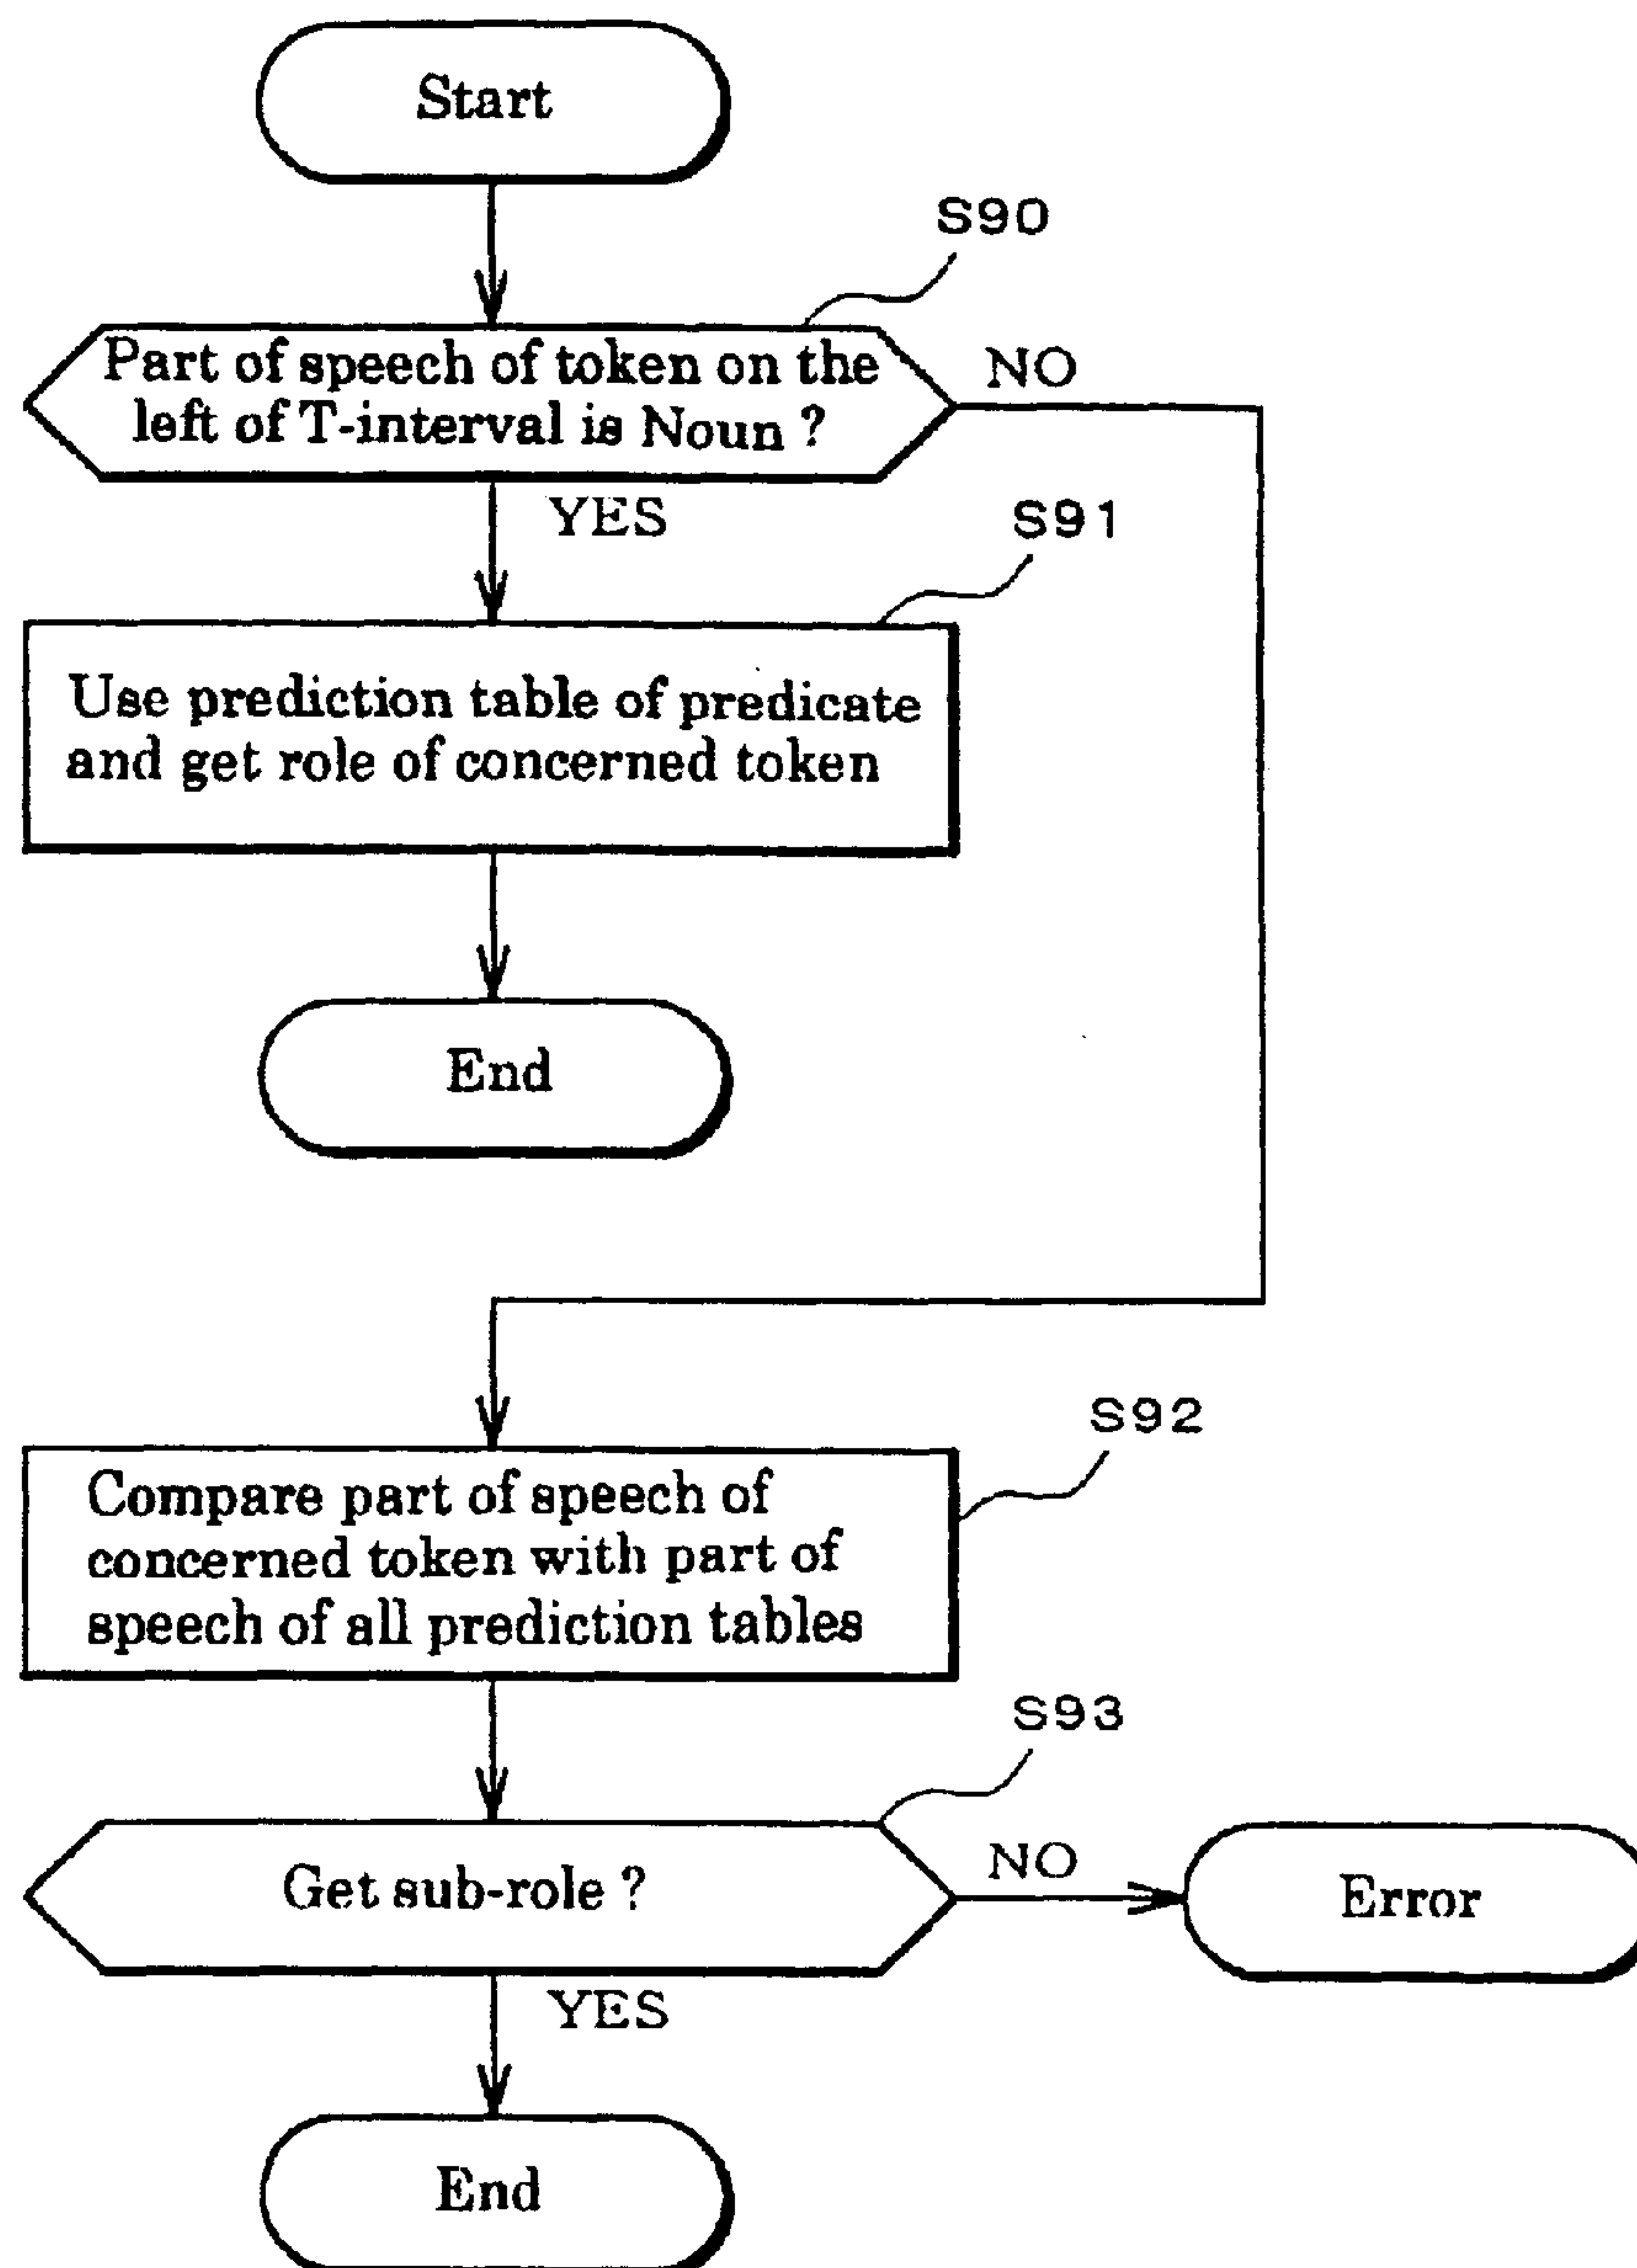 Start
S90
Part of speech of token on the
left of T-interval is Noun ?
NO
YES
S91
Use prediction table of predicate
and get role of concerned token
End
S92
Compare part of speech of
concerned token with part of
speech of all prediction tables
S93
Get sub-role ?
NO
Error
YES
End